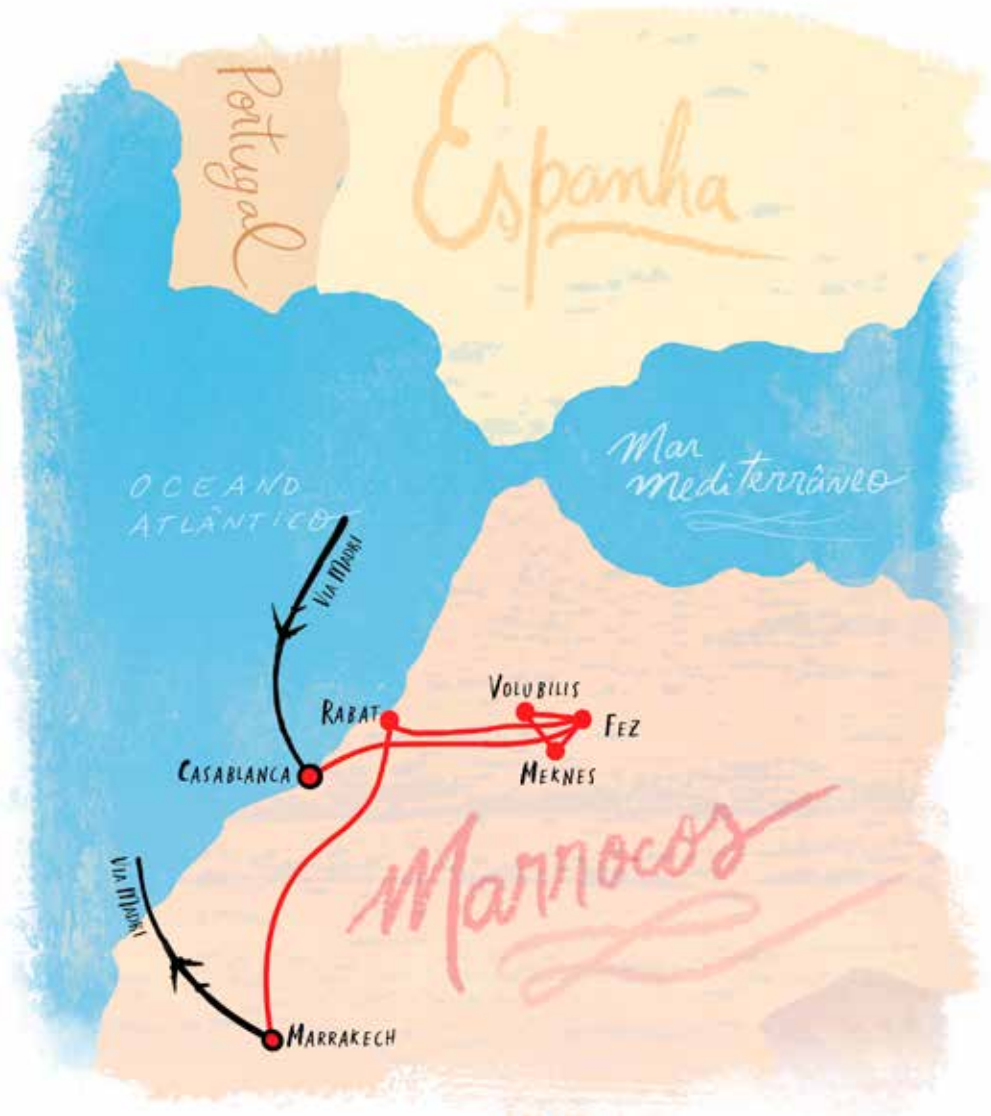 Portugal
Espanha
Mar
Mediterrâneo
OCEANO
ATLÂNTICO
VIA MADRI
VOLUBILIS
RABAT
FEZ
CASABLANCA
MEKNES
Marrocos
VIA MADRI
MARRAKECH